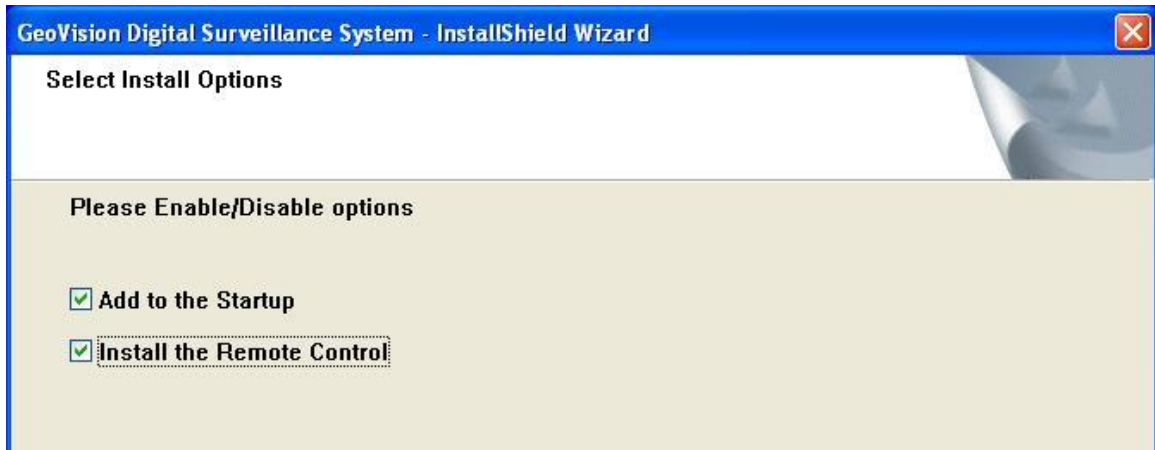 GeoVision Digital Surveillance System - InstallShield Wizard
Select Install Options
Please Enable/Disable options
Add to the Startup
Install the Remote Control